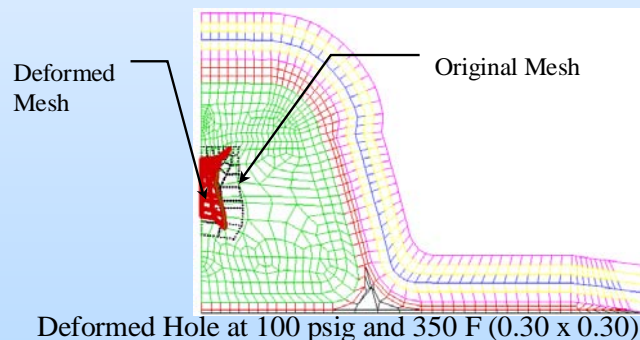 Deformed
Mesh
Original Mesh
Deformed Hole at 100 psig and 350 F (0.30 x 0.30)